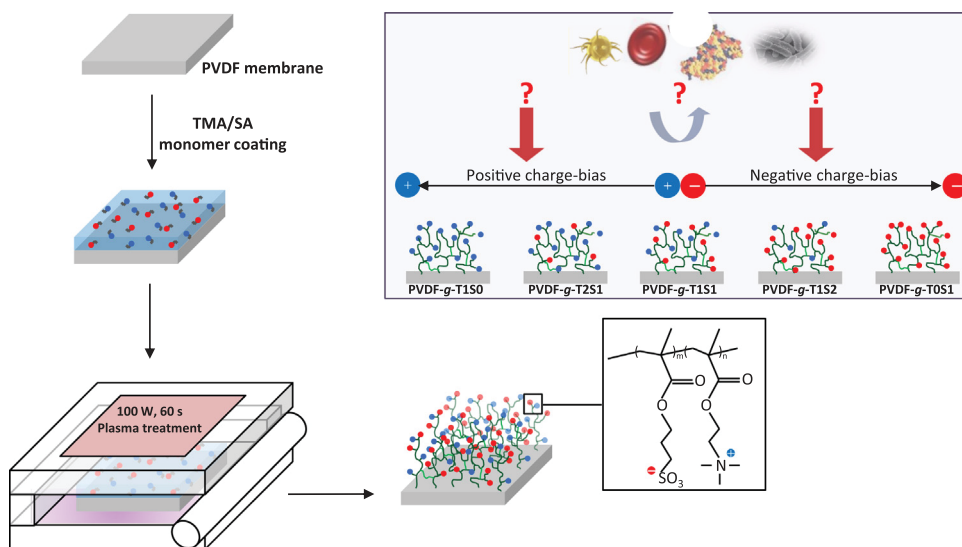 PVDF membrane
TMA/SA
monomer coating
100 W, 60 s
Plasma treatment
? ? ?
+ Positive charge-bias + − Negative charge-bias −
PVDF-g-T1S0 PVDF-g-T2S1 PVDF-g-T1S1 PVDF-g-T1S2 PVDF-g-T0S1
m n
O O
O O
SO3 N
− +